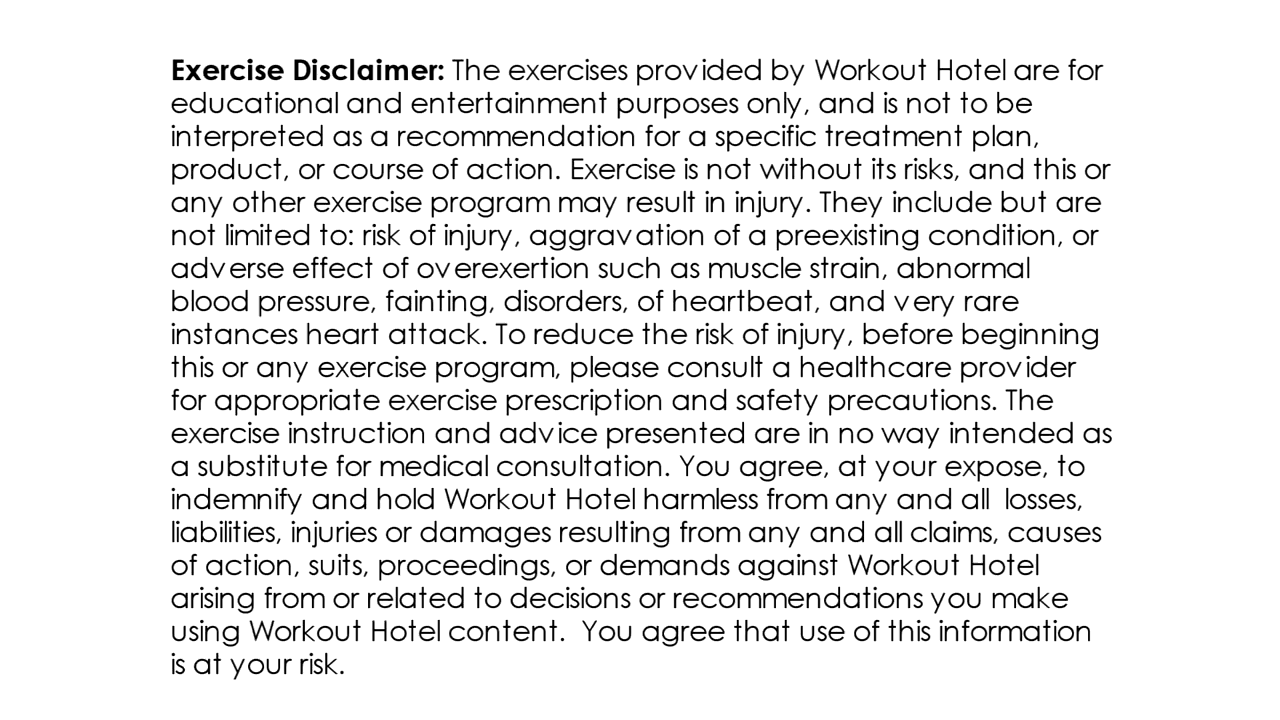 Exercise Disclaimer: The exercises provided by Workout Hotel are for
educational and entertainment purposes only, and is not to be
interpreted as a recommendation for a specific treatment plan,
product, or course of action. Exercise is not without its risks, and this or
any other exercise program may result in injury. They include but are
not limited to: risk of injury, aggravation of a preexisting condition, or
adverse effect of overexertion such as muscle strain, abnormal
blood pressure, fainting, disorders, of heartbeat, and very rare
instances heart attack. To reduce the risk of injury, before beginning
this or any exercise program, please consult a healthcare provider
for appropriate exercise prescription and safety precautions. The
exercise instruction and advice presented are in no way intended as
a substitute for medical consultation. You agree, at your expose, to
indemnify and hold Workout Hotel harmless from any and all  losses,
liabilities, injuries or damages resulting from any and all claims, causes
of action, suits, proceedings, or demands against Workout Hotel
arising from or related to decisions or recommendations you make
using Workout Hotel content.  You agree that use of this information
is at your risk.